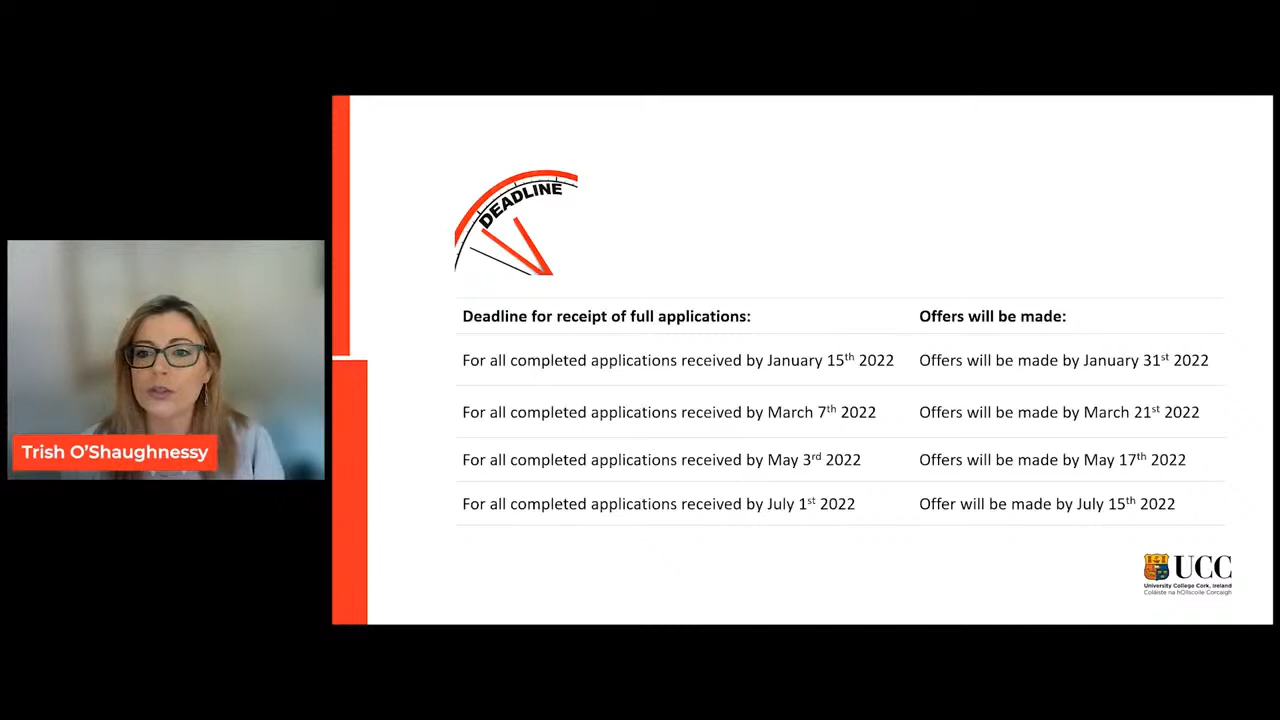 DEADLINE
Deadline for receipt of full applications: Offers will be made:
For all completed applications received by January 15th 2022 Offers will be made by January 31st 2022
For all completed applications received by March 7th 2022 Offers will be made by March 21st 2022
Trish O'Shaughnessy
For all completed applications received by May 3rd 2022 Offers will be made by May 17th 2022
For all completed applications received by July 1st 2022 Offer will be made by July 15th 2022
UCC
University College Cork, Ireland
Coláiste na hOllscoile Corcaigh